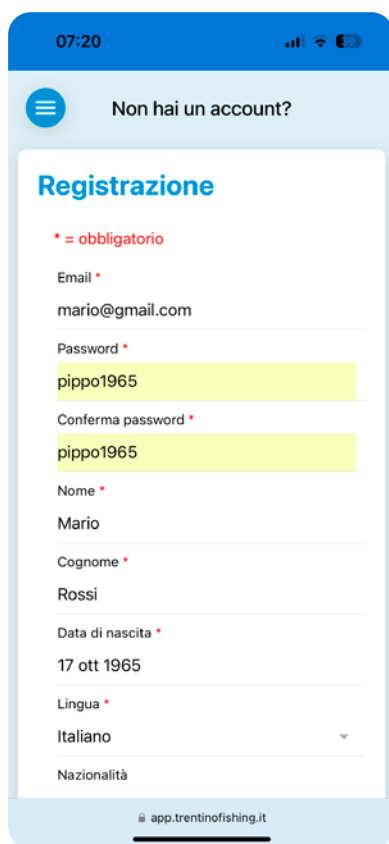 07:20
30
Non hai un account?
Registrazione
* = obbligatorio
Email *
mario@gmail.com
Password *
pippo1965
Conferma password *
pippo1965
Nome *
Mario
Cognome *
Rossi
Data di nascita *
17 ott 1965
Lingua *
Italiano
Nazionalità
app.trentinofishing.it